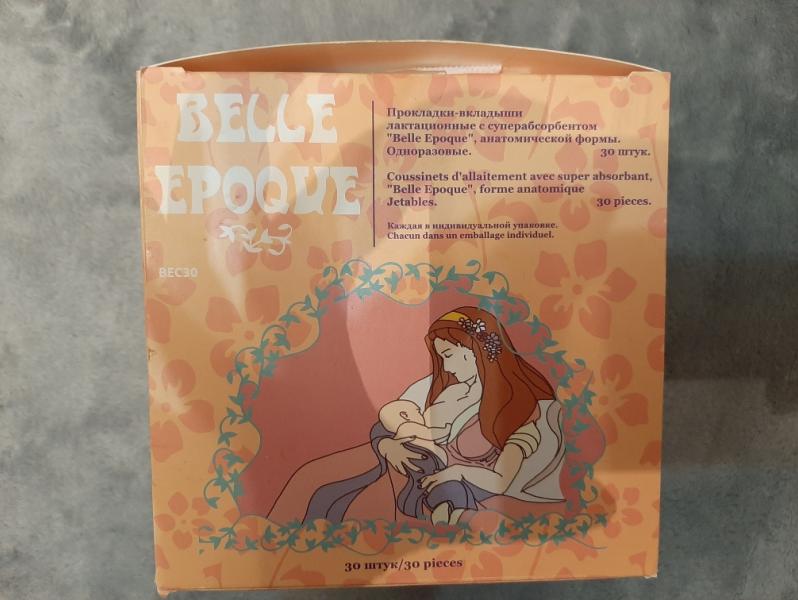 BELLE
EPOQUE
BEC30
Прокладки-вкладыши
лактационные с суперабсорбентом
"Belle Epoque", анатомической формы.
Одноразовые. 30 штук.
Coussinets d'allaitement avec super absorbant,
"Belle Epoque", forme anatomique
Jetables. 30 pieces.
Каждая в индивидуальной упаковке.
Chacun dans un emballage individuel.
30 штук/30 pieces